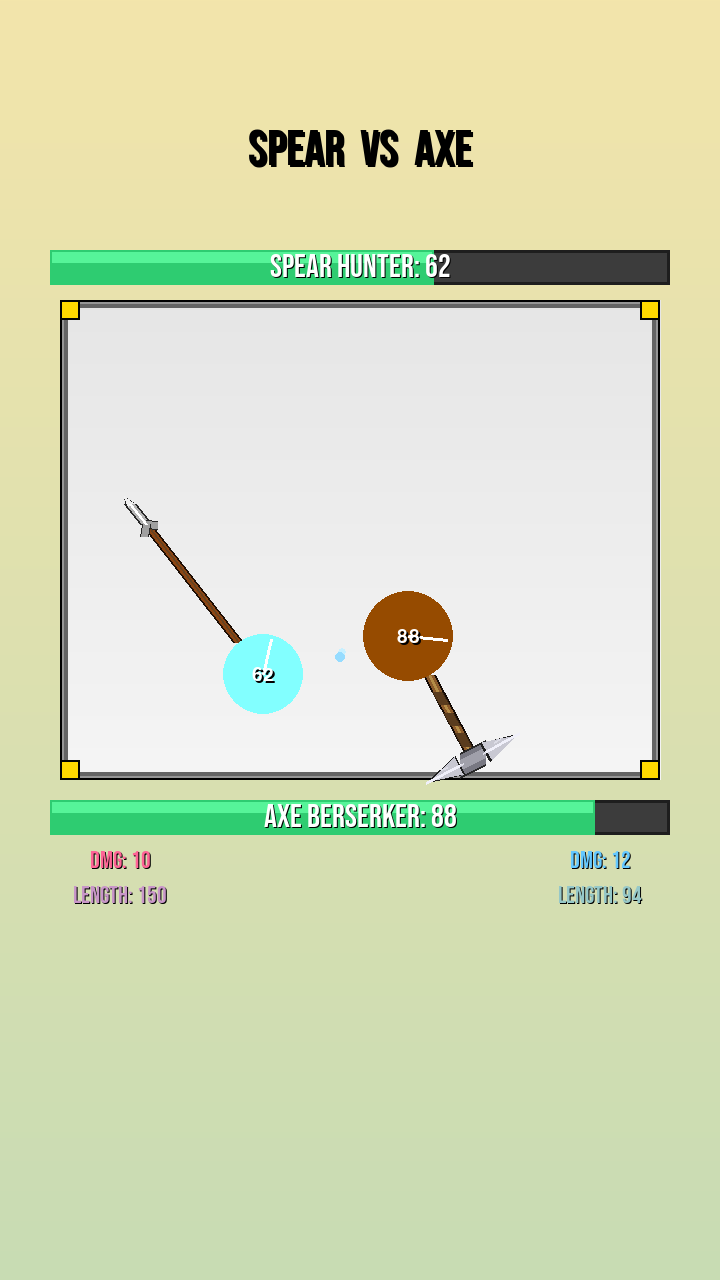 SPEAR VS AXE
SPEAR HUNTER: 62
62
88
AXE BERSERKER: 88
DMG: 10
DMG: 12
LENGTH: 150
LENGTH: 94